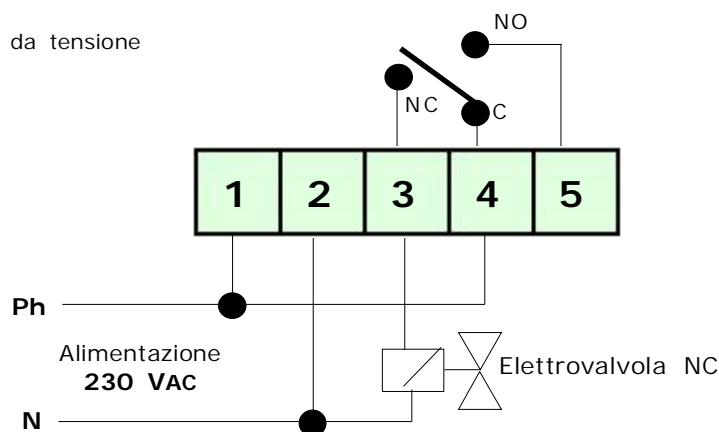 da tensione
NO
NC
C
1 2 3 4 5
Ph
Alimentazione
230 VAC
Elettrovalvola NC
N